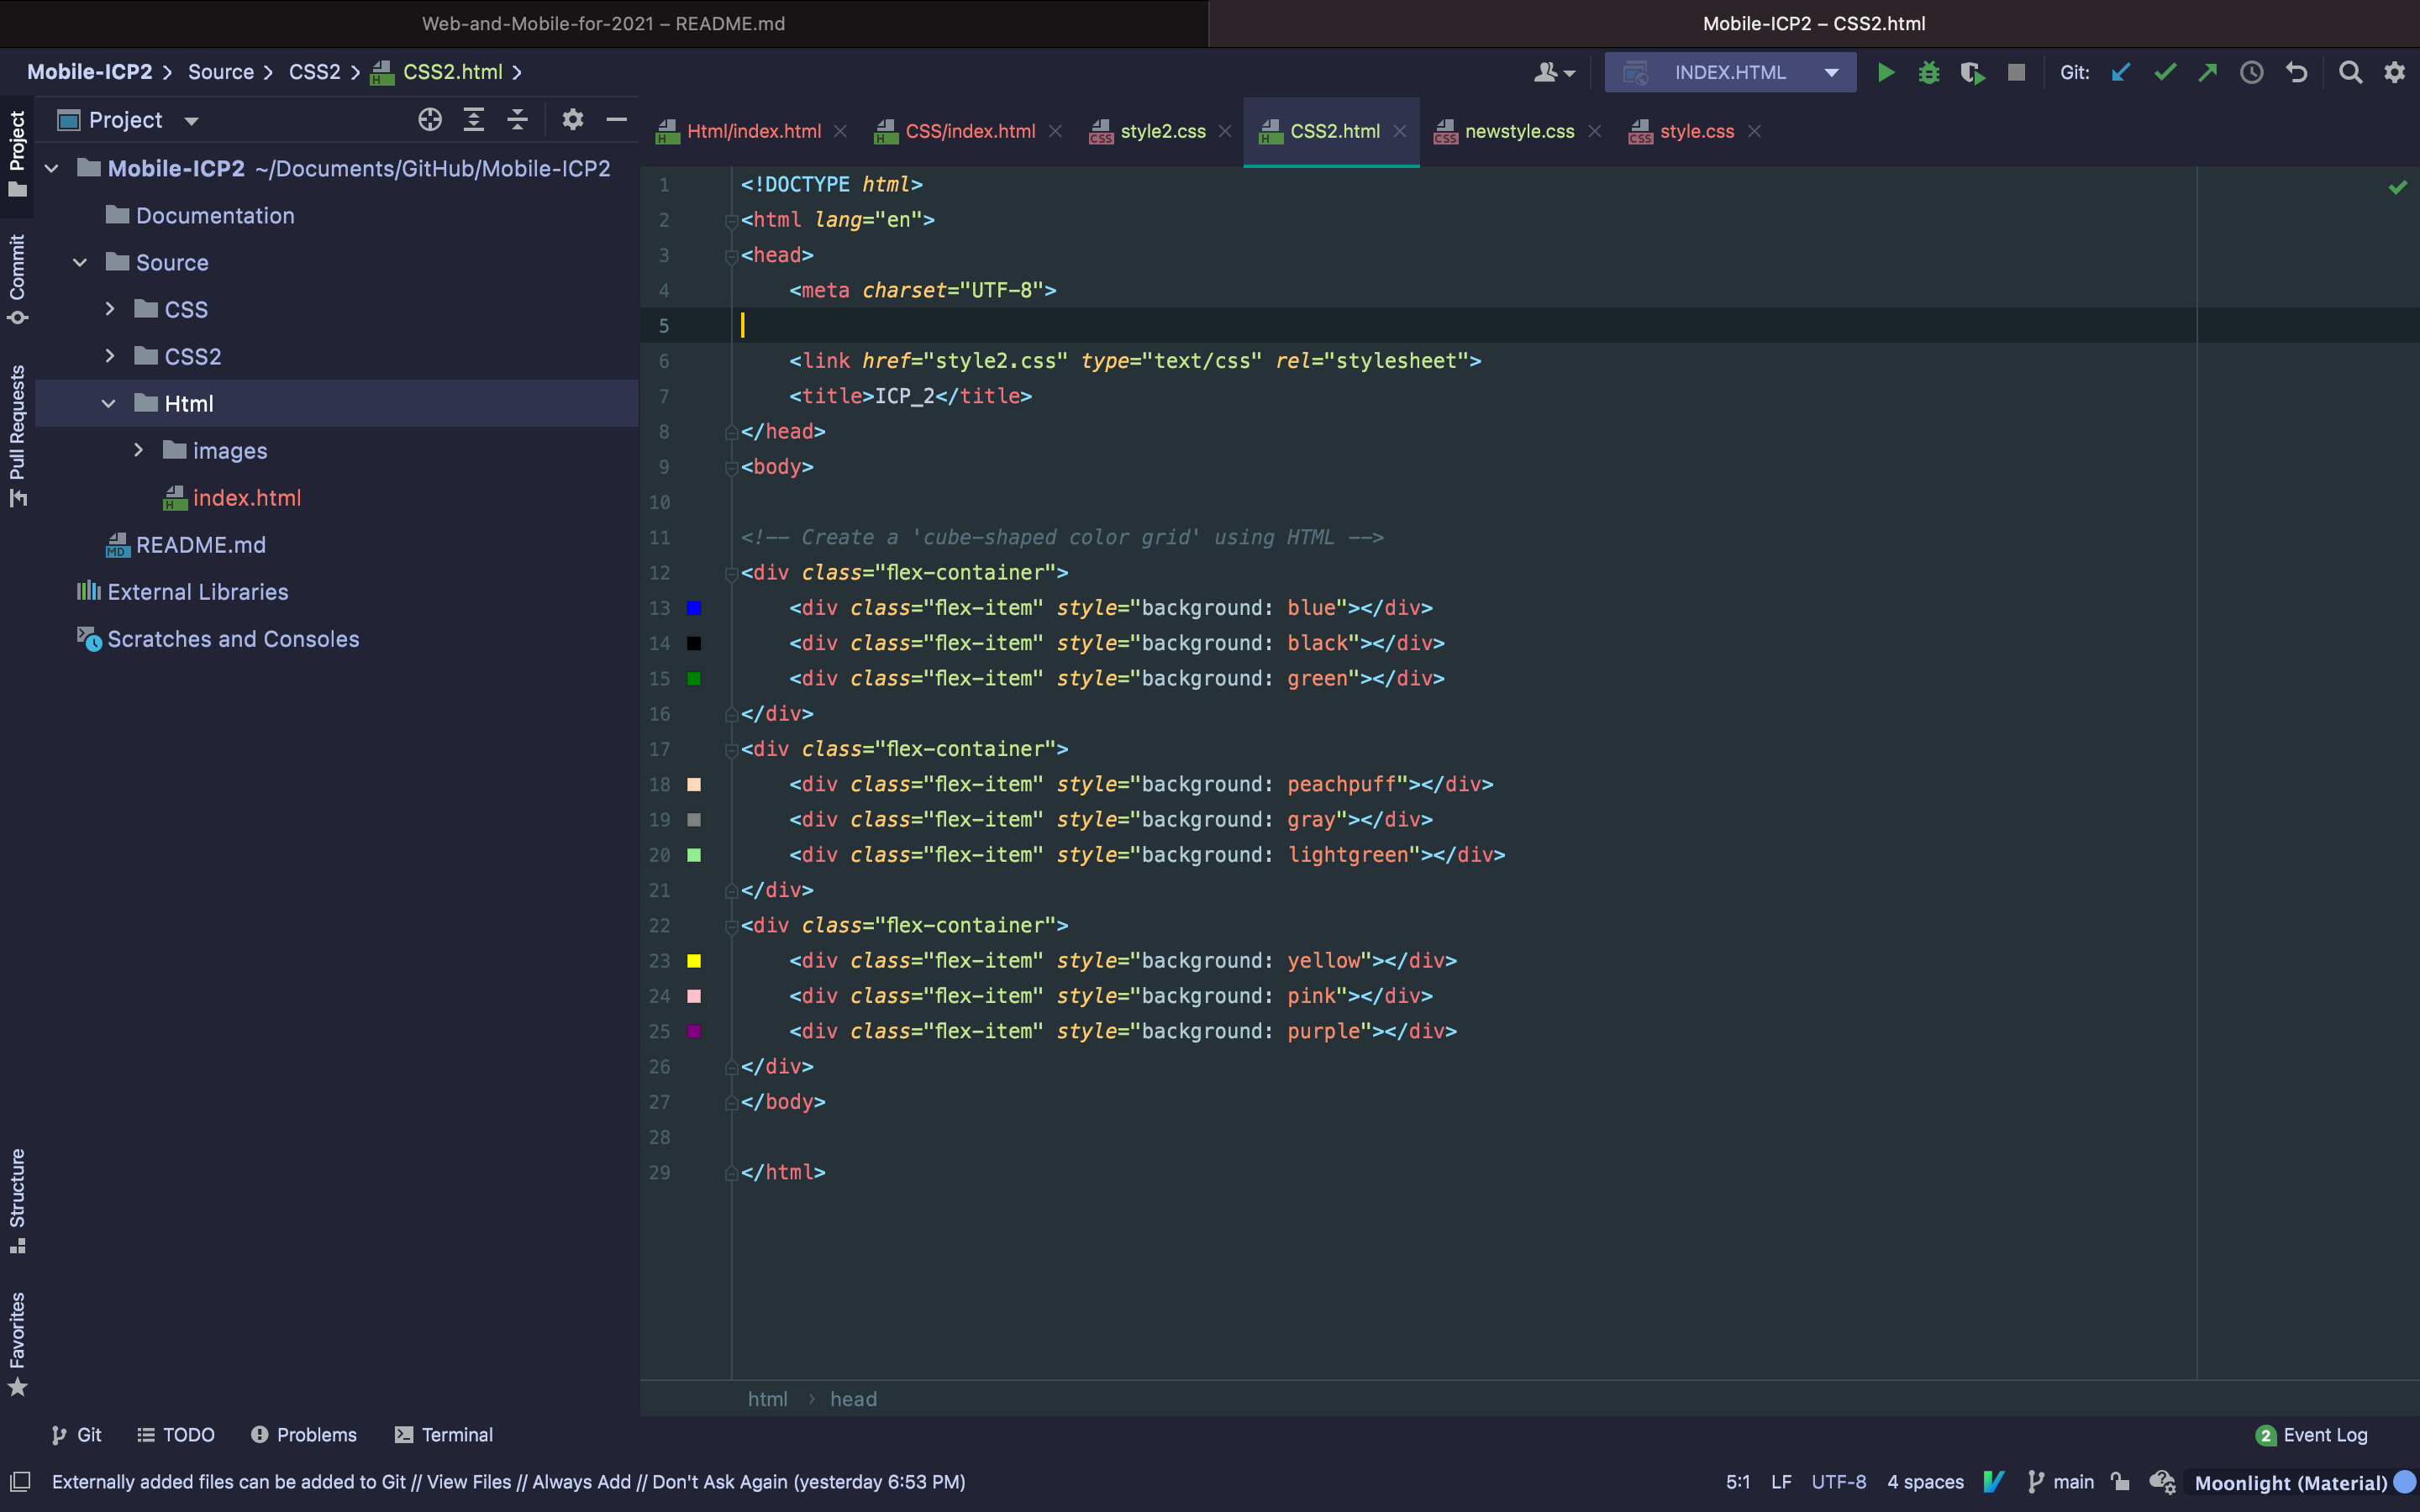 Web-and-Mobile-for-2021 – README.md
Mobile-ICP2 – CSS2.html
Mobile-ICP2 > Source > CSS2 > CSS2.html >
INDEX.HTML
Git:
Project
Commit
Pull Requests
Structure
Favorites
Project
Mobile-ICP2 ~/Documents/GitHub/Mobile-ICP2
Documentation
Source
CSS
CSS2
Html
images
index.html
README.md
External Libraries
Scratches and Consoles
Html/index.html
CSS/index.html
style2.css
CSS2.html
newstyle.css
style.css
1 <!DOCTYPE html>
2 <html lang="en">
3 <head>
4     <meta charset="UTF-8">
5
6     <link href="style2.css" type="text/css" rel="stylesheet">
7     <title>ICP_2</title>
8 </head>
9 <body>
10
11 <!-- Create a 'cube-shaped color grid' using HTML -->
12 <div class="flex-container">
13     <div class="flex-item" style="background: blue"></div>
14     <div class="flex-item" style="background: black"></div>
15     <div class="flex-item" style="background: green"></div>
16 </div>
17 <div class="flex-container">
18     <div class="flex-item" style="background: peachpuff"></div>
19     <div class="flex-item" style="background: gray"></div>
20     <div class="flex-item" style="background: lightgreen"></div>
21 </div>
22 <div class="flex-container">
23     <div class="flex-item" style="background: yellow"></div>
24     <div class="flex-item" style="background: pink"></div>
25     <div class="flex-item" style="background: purple"></div>
26 </div>
27 </body>
28
29 </html>
html > head
Git
TODO
Problems
Terminal
2 Event Log
Externally added files can be added to Git // View Files // Always Add // Don't Ask Again (yesterday 6:53 PM)
5:1 LF UTF-8 4 spaces main Moonlight (Material)